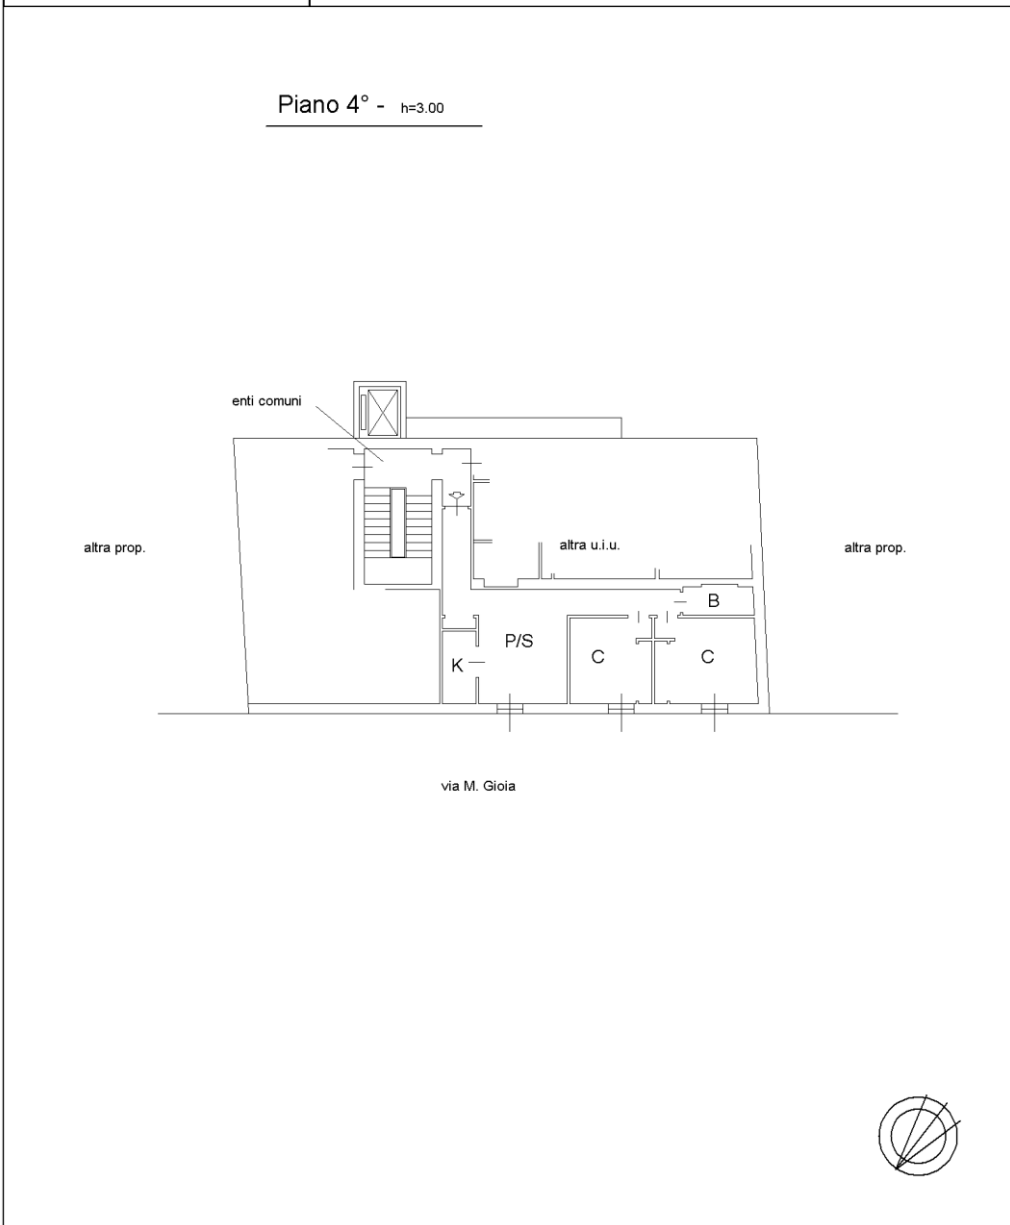 Piano 4° - h=3.00
enti comuni
altra prop.
altra u.i.u.
altra prop.
B
P/S
K
C
C
via M. Gioia